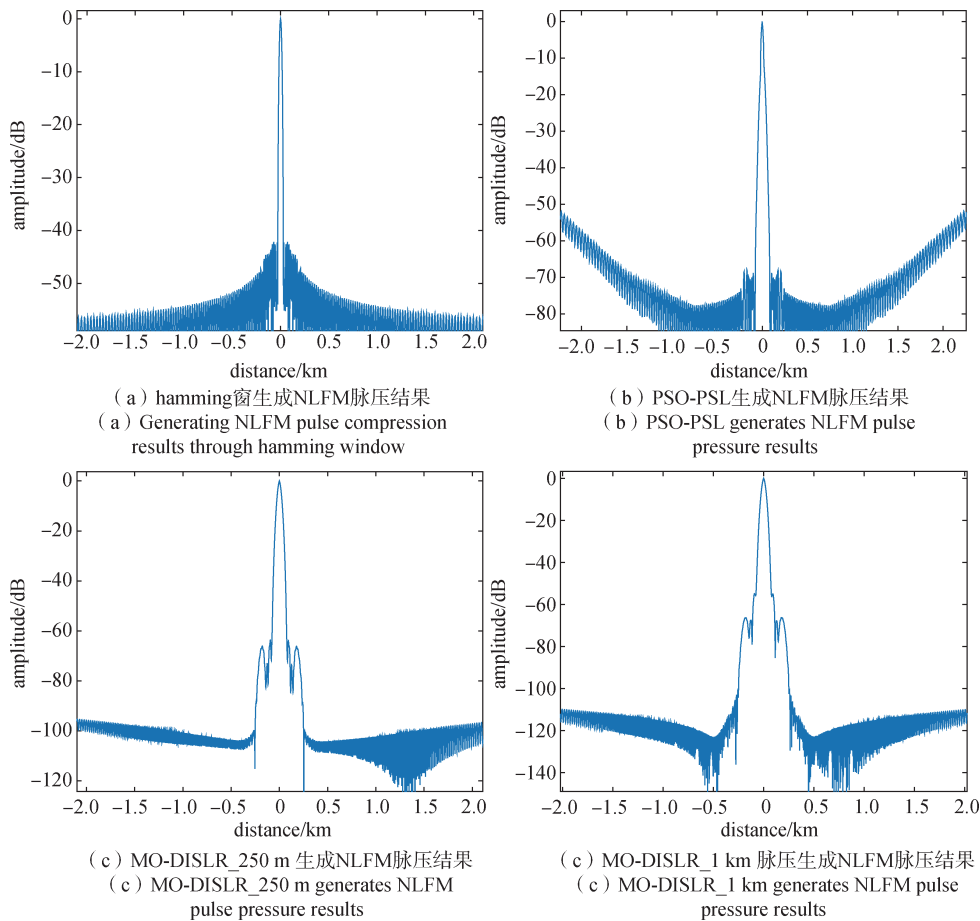 0
−10
−20
−30
−40
−50
amplitude/dB
−2.0 −1.5 −1.0 −0.5 0 0.5 1.0 1.5 2.0
distance/km
（a）hamming窗生成NLFM脉压结果
（a）Generating NLFM pulse compression
results through hamming window
0
−10
−20
−30
−40
−50
−60
−70
−80
amplitude/dB
−2.0 −1.5 −1.0 −0.5 0 0.5 1.0 1.5 2.0
distance/km
（b）PSO-PSL生成NLFM脉压结果
（b）PSO-PSL generates NLFM pulse
pressure results
0
−20
−40
−60
−80
−100
−120
amplitude/dB
−2.0 −1.5 −1.0 −0.5 0 0.5 1.0 1.5 2.0
distance/km
（c）MO-DISLR_250 m 生成NLFM脉压结果
（c）MO-DISLR_250 m generates NLFM
pulse pressure results
0
−20
−40
−60
−80
−100
−120
−140
amplitude/dB
−2.0 −1.5 −1.0 −0.5 0 0.5 1.0 1.5 2.0
distance/km
（c）MO-DISLR_1 km 脉压生成NLFM脉压结果
（c）MO-DISLR_1 km generates NLFM pulse
pressure results